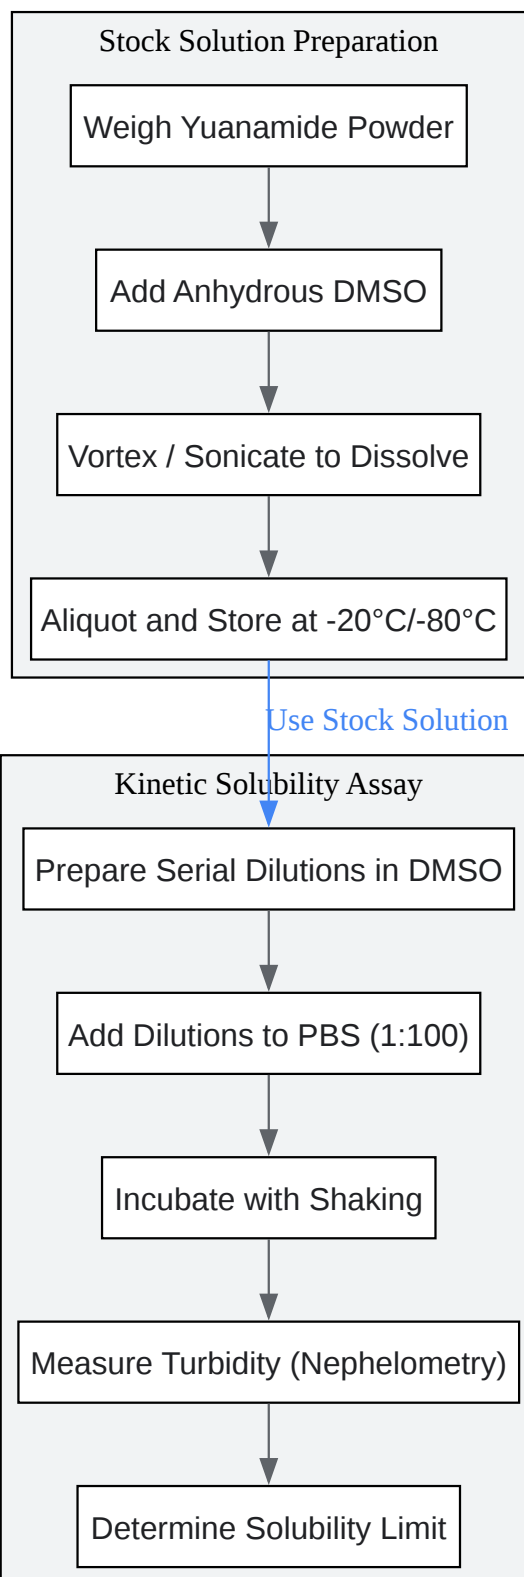 Stock Solution Preparation
Weigh Yuanamide Powder
Add Anhydrous DMSO
Vortex / Sonicate to Dissolve
Aliquot and Store at -20°C/-80°C
Use Stock Solution
Kinetic Solubility Assay
Prepare Serial Dilutions in DMSO
Add Dilutions to PBS (1:100)
Incubate with Shaking
Measure Turbidity (Nephelometry)
Determine Solubility Limit